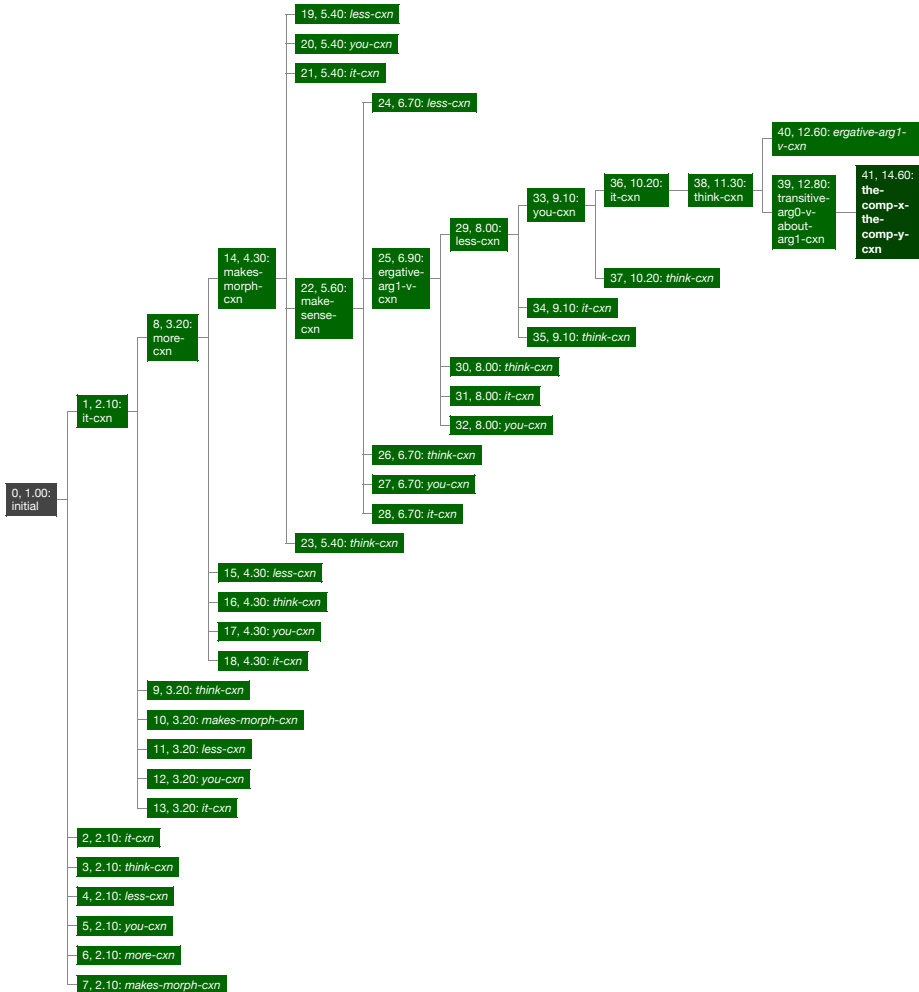 19, 5.40: less-cxn
20, 5.40: you-cxn
21, 5.40: it-cxn
24, 6.70: less-cxn
40, 12.60: ergative-arg1-
v-cxn
41, 14.60:
the-
comp-x-
the-
comp-y-
cxn
39, 12.80:
transitive-
arg0-v-
about-
arg1-cxn
38, 11.30:
think-cxn
36, 10.20:
it-cxn
33, 9.10:
you-cxn
29, 8.00:
less-cxn
14, 4.30:
makes-
morph-
cxn
25, 6.90:
ergative-
arg1-v-
cxn
37, 10.20: think-cxn
22, 5.60:
make-
sense-
cxn
34, 9.10: it-cxn
35, 9.10: think-cxn
8, 3.20:
more-
cxn
30, 8.00: think-cxn
31, 8.00: it-cxn
32, 8.00: you-cxn
1, 2.10:
it-cxn
26, 6.70: think-cxn
27, 6.70: you-cxn
28, 6.70: it-cxn
0, 1.00:
initial
23, 5.40: think-cxn
15, 4.30: less-cxn
16, 4.30: think-cxn
17, 4.30: you-cxn
18, 4.30: it-cxn
9, 3.20: think-cxn
10, 3.20: makes-morph-cxn
11, 3.20: less-cxn
12, 3.20: you-cxn
13, 3.20: it-cxn
2, 2.10: it-cxn
3, 2.10: think-cxn
4, 2.10: less-cxn
5, 2.10: you-cxn
6, 2.10: more-cxn
7, 2.10: makes-morph-cxn